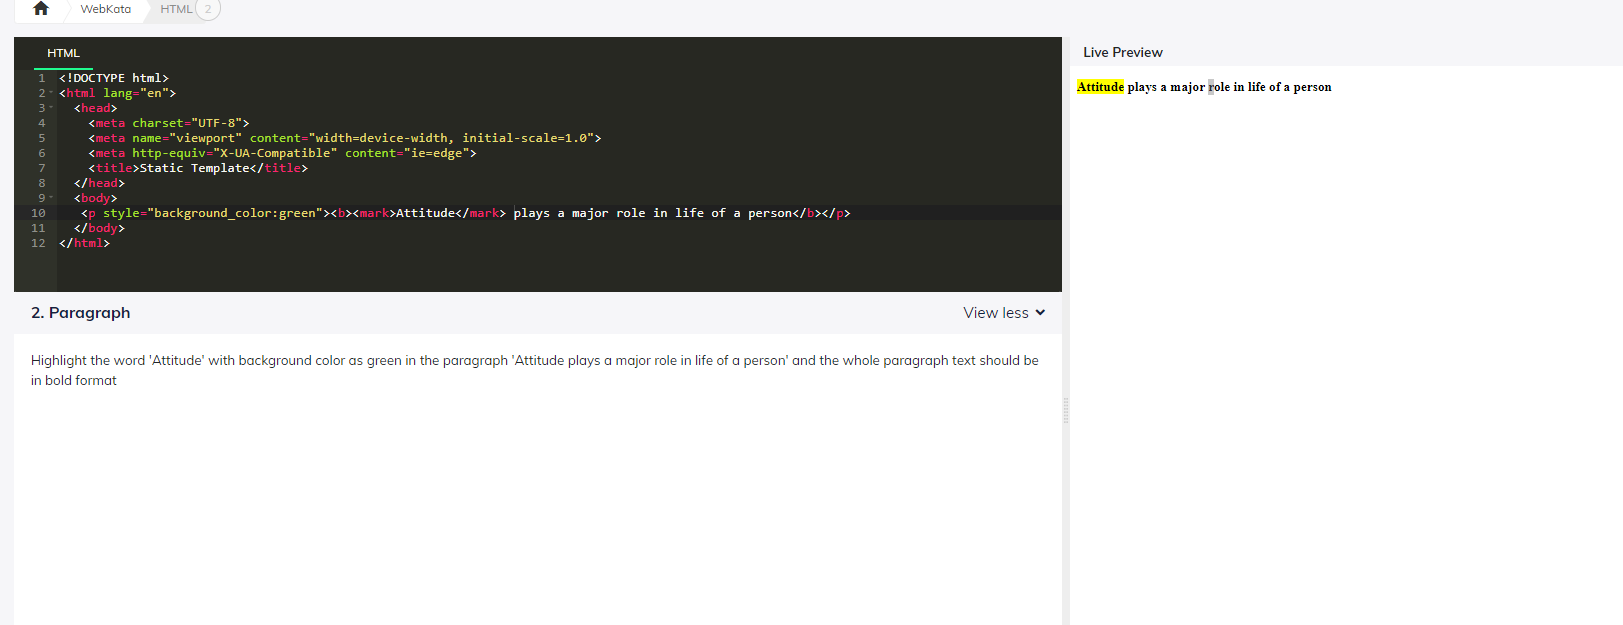 WebKata HTML 2
HTML
1 <!DOCTYPE html>
2 <html lang="en">
3 <head>
4 <meta charset="UTF-8">
5 <meta name="viewport" content="width=device-width, initial-scale=1.0">
6 <meta http-equiv="X-UA-Compatible" content="ie=edge">
7 <title>Static Template</title>
8 </head>
9 <body>
10 <p style="background_color:green"><b><mark>Attitude</mark> plays a major role in life of a person</b></p>
11 </body>
12 </html>
2. Paragraph View less
Highlight the word 'Attitude' with background color as green in the paragraph 'Attitude plays a major role in life of a person' and the whole paragraph text should be
in bold format
Live Preview
Attitude plays a major role in life of a person